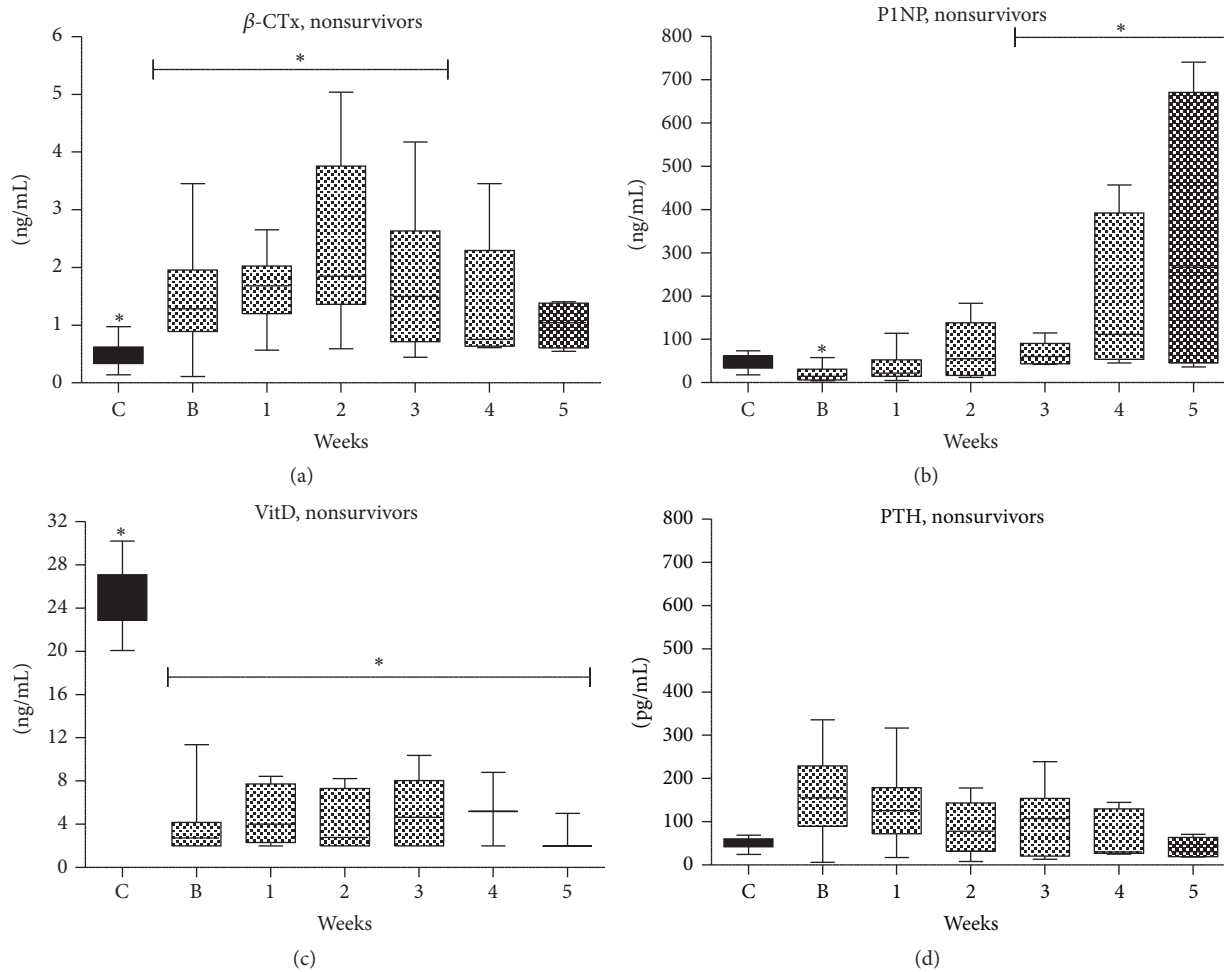 β-CTx, nonsurvivors
6
5
4
3
2
1
0
(ng/mL)
*
*
C B 1 2 3 4 5
Weeks
(a)
P1NP, nonsurvivors
800
700
600
500
400
300
200
100
0
(ng/mL)
*
*
C B 1 2 3 4 5
Weeks
(b)
VitD, nonsurvivors
32
28
24
20
16
12
8
4
0
(ng/mL)
*
*
C B 1 2 3 4 5
Weeks
(c)
PTH, nonsurvivors
800
700
600
500
400
300
200
100
0
(pg/mL)
C B 1 2 3 4 5
Weeks
(d)